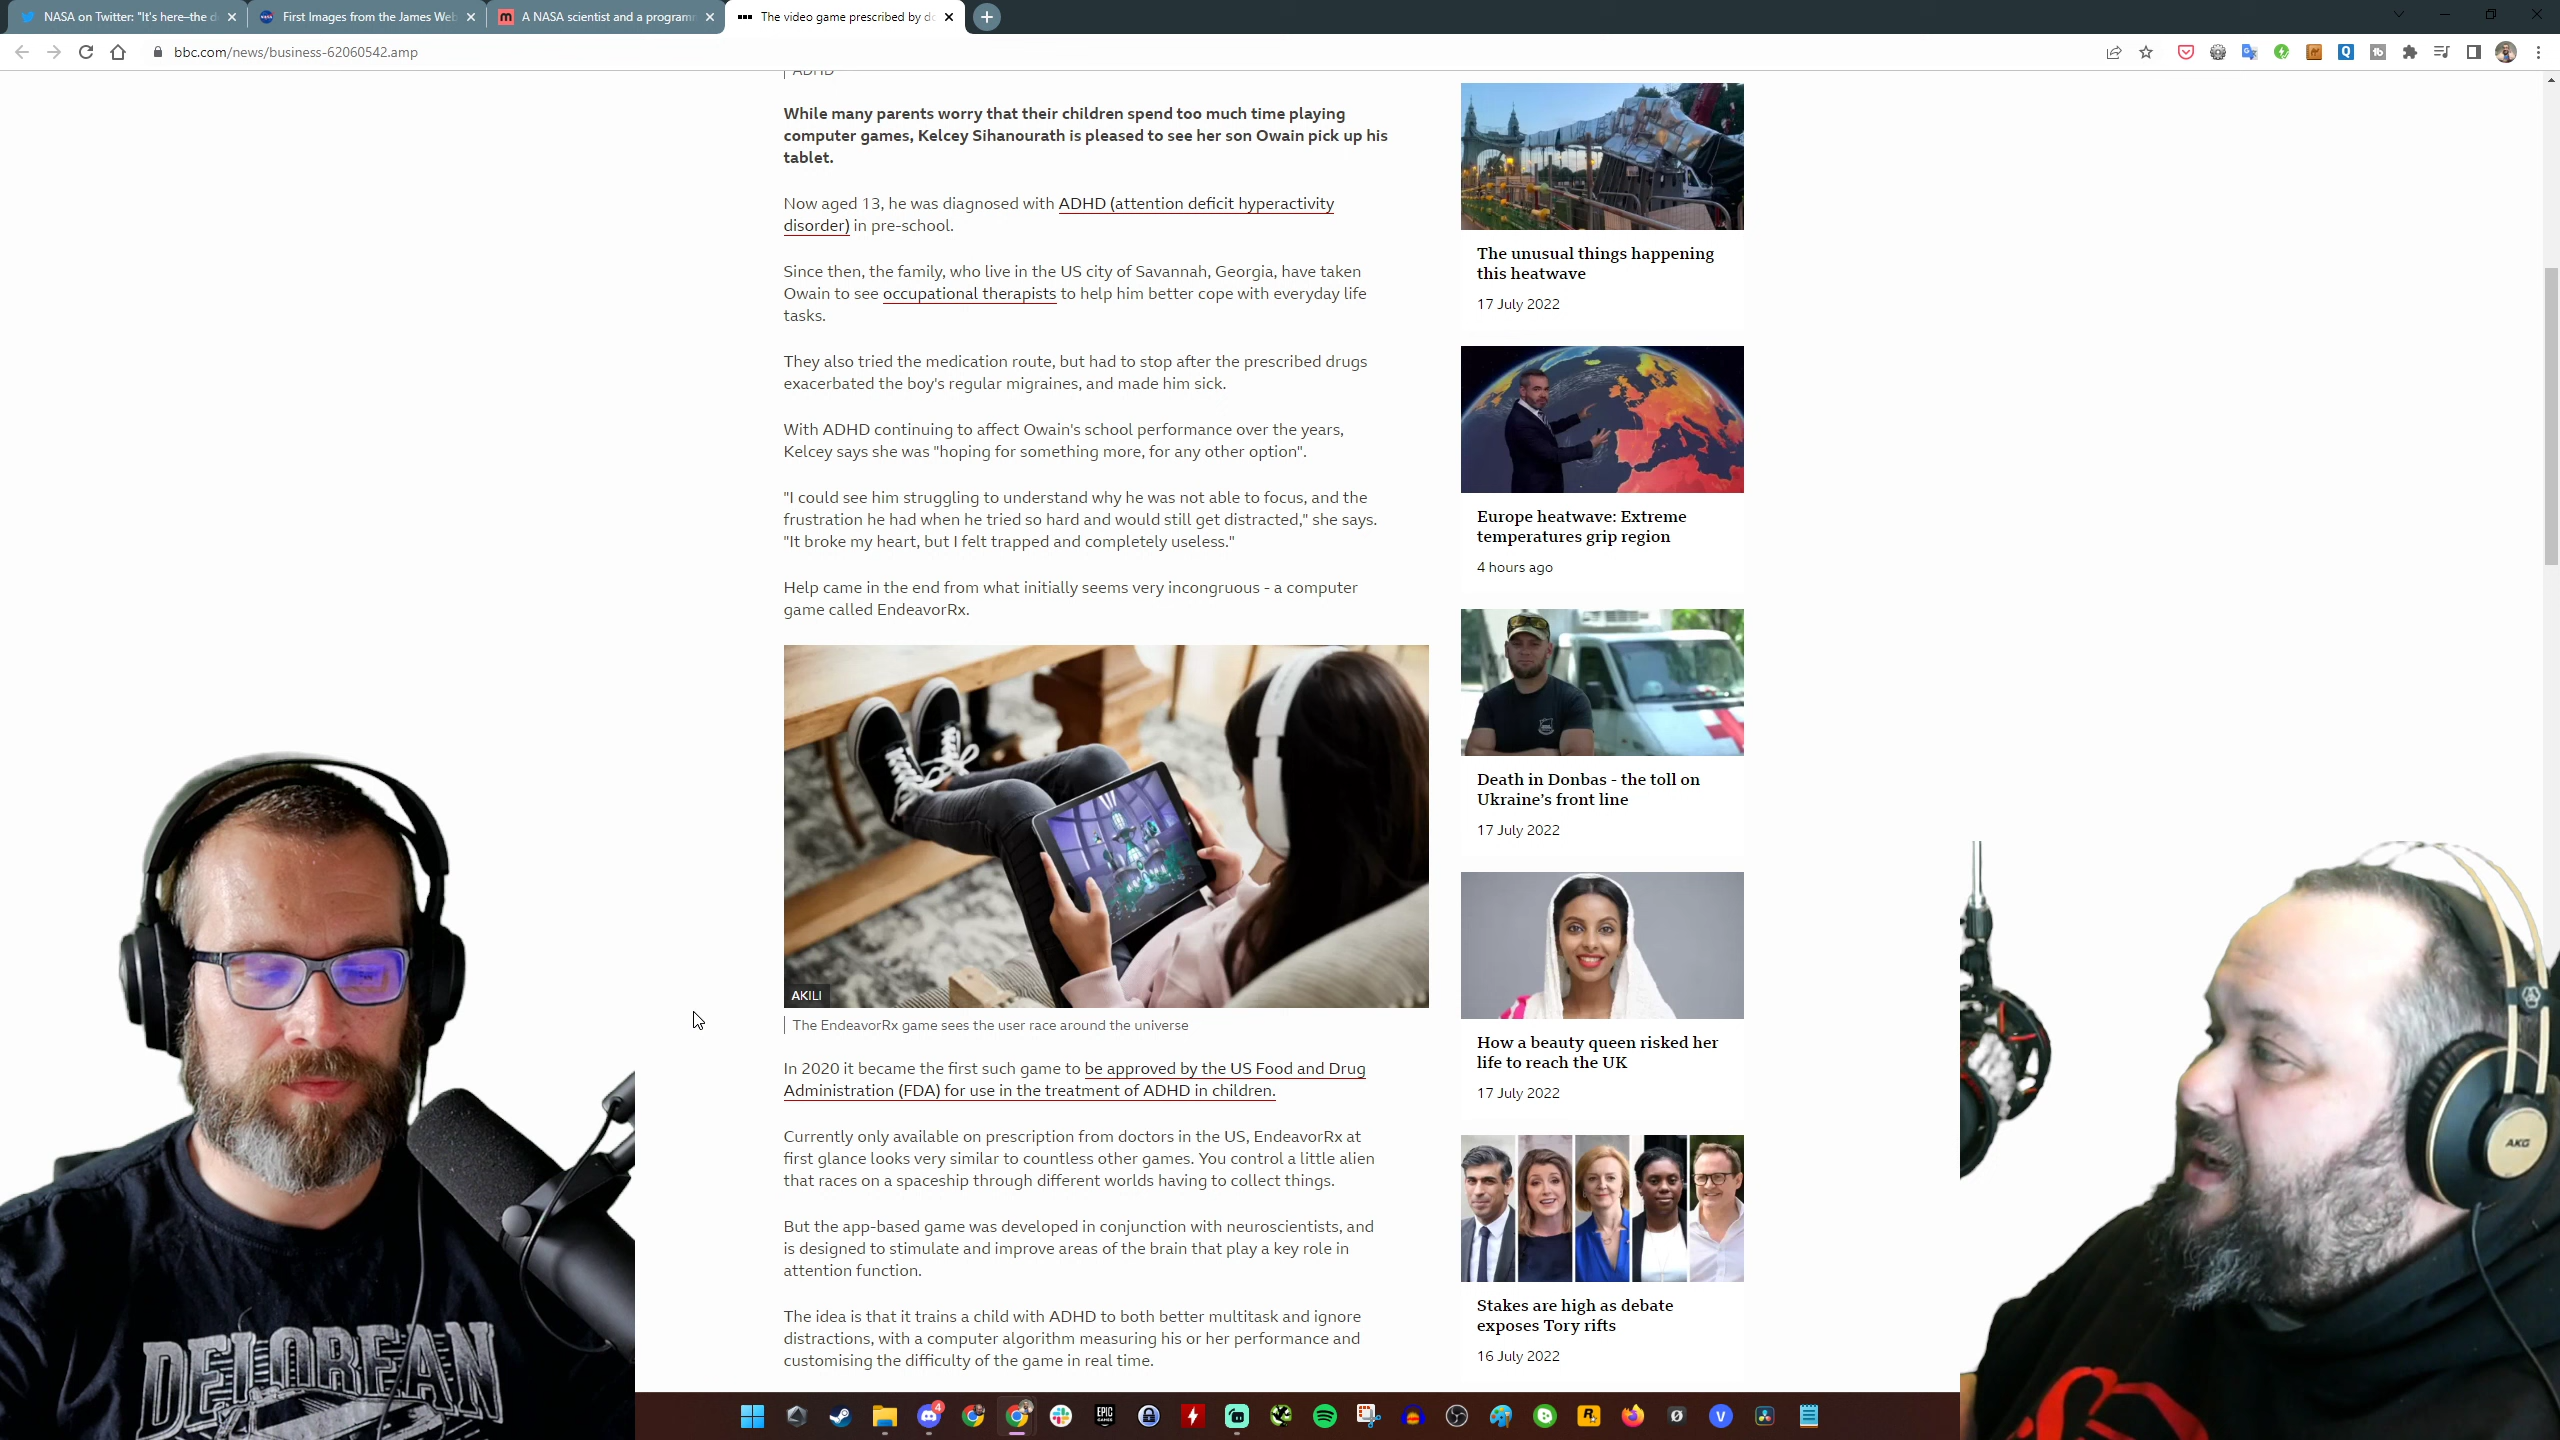 NASA on Twitter: "It's here–the d
First Images from the James Web
A NASA scientist and a programm
The video game prescribed by do
bbc.com/news/business-62060542.amp
ADHD
While many parents worry that their children spend too much time playing
computer games, Kelcey Sihanourath is pleased to see her son Owain pick up his
tablet.
Now aged 13, he was diagnosed with ADHD (attention deficit hyperactivity
disorder) in pre-school.
Since then, the family, who live in the US city of Savannah, Georgia, have taken
Owain to see occupational therapists to help him better cope with everyday life
tasks.
They also tried the medication route, but had to stop after the prescribed drugs
exacerbated the boy's regular migraines, and made him sick.
With ADHD continuing to affect Owain's school performance over the years,
Kelcey says she was "hoping for something more, for any other option".
"I could see him struggling to understand why he was not able to focus, and the
frustration he had when he tried so hard and would still get distracted," she says.
"It broke my heart, but I felt trapped and completely useless."
Help came in the end from what initially seems very incongruous - a computer
game called EndeavorRx.
AKILI
The EndeavorRx game sees the user race around the universe
In 2020 it became the first such game to be approved by the US Food and Drug
Administration (FDA) for use in the treatment of ADHD in children.
Currently only available on prescription from doctors in the US, EndeavorRx at
first glance looks very similar to countless other games. You control a little alien
that races on a spaceship through different worlds having to collect things.
But the app-based game was developed in conjunction with neuroscientists, and
is designed to stimulate and improve areas of the brain that play a key role in
attention function.
The idea is that it trains a child with ADHD to both better multitask and ignore
distractions, with a computer algorithm measuring his or her performance and
customising the difficulty of the game in real time.
The unusual things happening
this heatwave
17 July 2022
Europe heatwave: Extreme
temperatures grip region
4 hours ago
Death in Donbas - the toll on
Ukraine's front line
17 July 2022
How a beauty queen risked her
life to reach the UK
17 July 2022
Stakes are high as debate
exposes Tory rifts
16 July 2022
DELOREAN
AKG
EPIC
GAMES
4